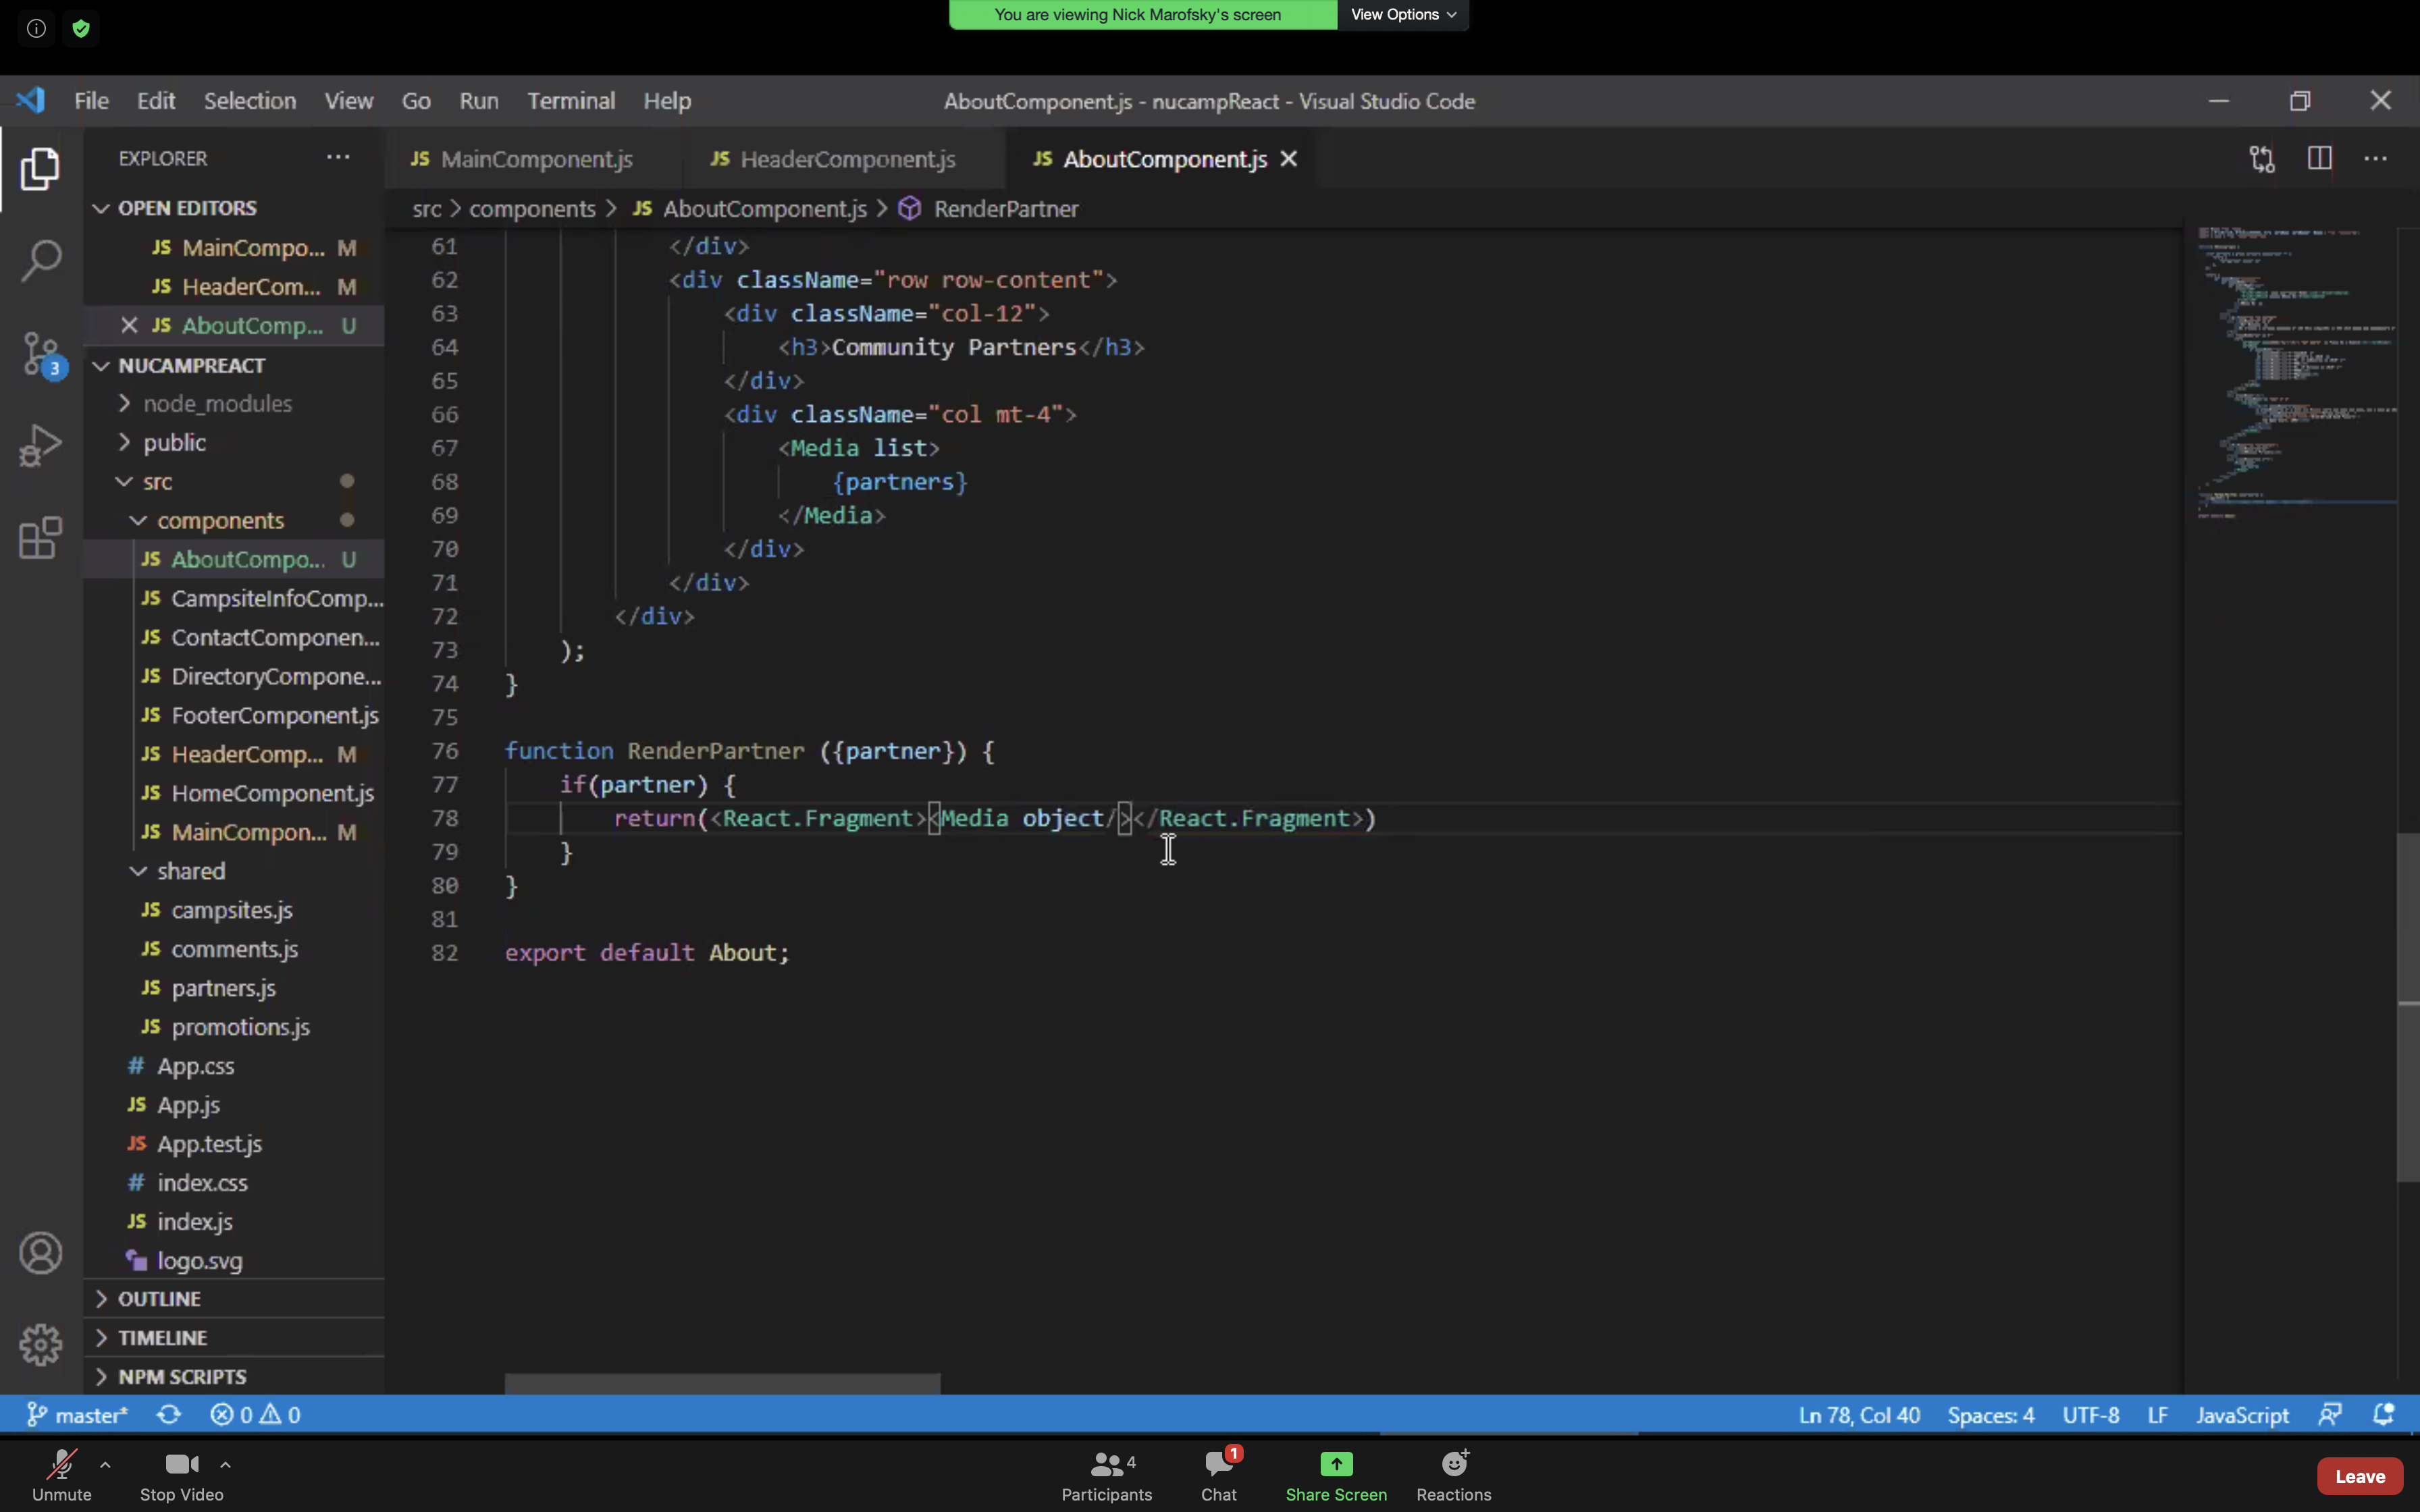 You are viewing Nick Marofsky's screen View Options
File Edit Selection View Go Run Terminal Help AboutComponent.js - nucampReact - Visual Studio Code
EXPLORER ...
OPEN EDITORS
JS MainCompo... M
JS HeaderCom... M
JS AboutComp... U
NUCAMPREACT
node_modules
public
src
components
JS AboutCompo... U
JS CampsiteInfoComp...
JS ContactComponen...
JS DirectoryCompone...
JS FooterComponent.js
JS HeaderComp... M
JS HomeComponent.js
JS MainCompon... M
shared
JS campsites.js
JS comments.js
JS partners.js
JS promotions.js
# App.css
JS App.js
JS App.test.js
# index.css
JS index.js
logo.svg
OUTLINE
TIMELINE
NPM SCRIPTS
3
JS MainComponent.js JS HeaderComponent.js JS AboutComponent.js
src > components > JS AboutComponent.js > RenderPartner
61 </div>
62 <div className="row row-content">
63 <div className="col-12">
64 <h3>Community Partners</h3>
65 </div>
66 <div className="col mt-4">
67 <Media list>
68 {partners}
69 </Media>
70 </div>
71 </div>
72 </div>
73 );
74 }
75
76 function RenderPartner ({partner}) {
77 if(partner) {
78 return(<React.Fragment><Media object/></React.Fragment>)
79 }
80 }
81
82 export default About;
master* 0 0 Ln 78, Col 40 Spaces: 4 UTF-8 LF JavaScript
Unmute Stop Video Participants 4 Chat 1 Share Screen Reactions Leave